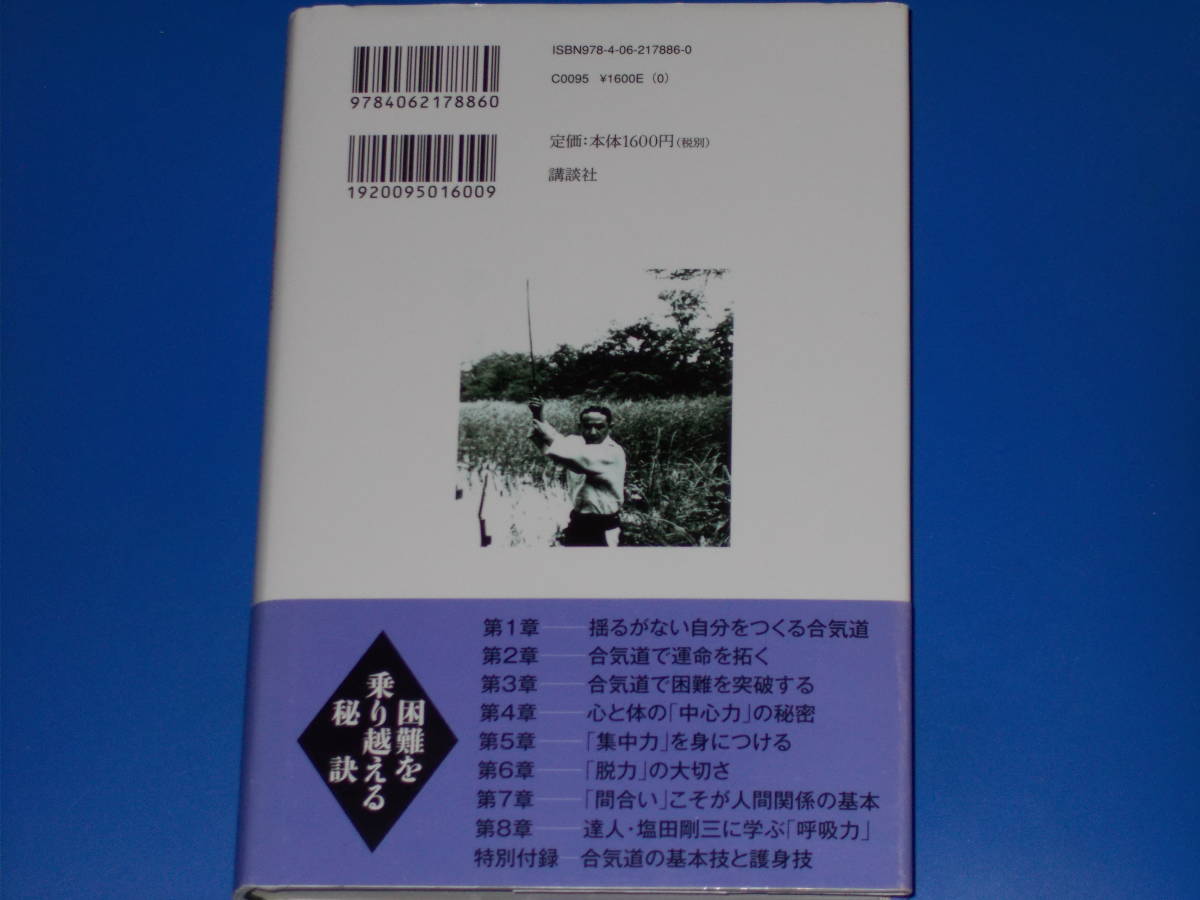 ISBN978-4-06-217886-0
C0095 ¥1600E (0)
9784062178860
定価:本体1600円(税別)
講談社
1920095016009
困難を
乗り越える
秘訣
第1章──揺るがない自分をつくる合気道
第2章──合気道で運命を拓く
第3章──合気道で困難を突破する
第4章──心と体の「中心力」の秘密
第5章──「集中力」を身につける
第6章──「脱力」の大切さ
第7章──「間合い」こそが人間関係の基本
第8章──達人・塩田剛三に学ぶ「呼吸力」
特別付録─合気道の基本技と護身技